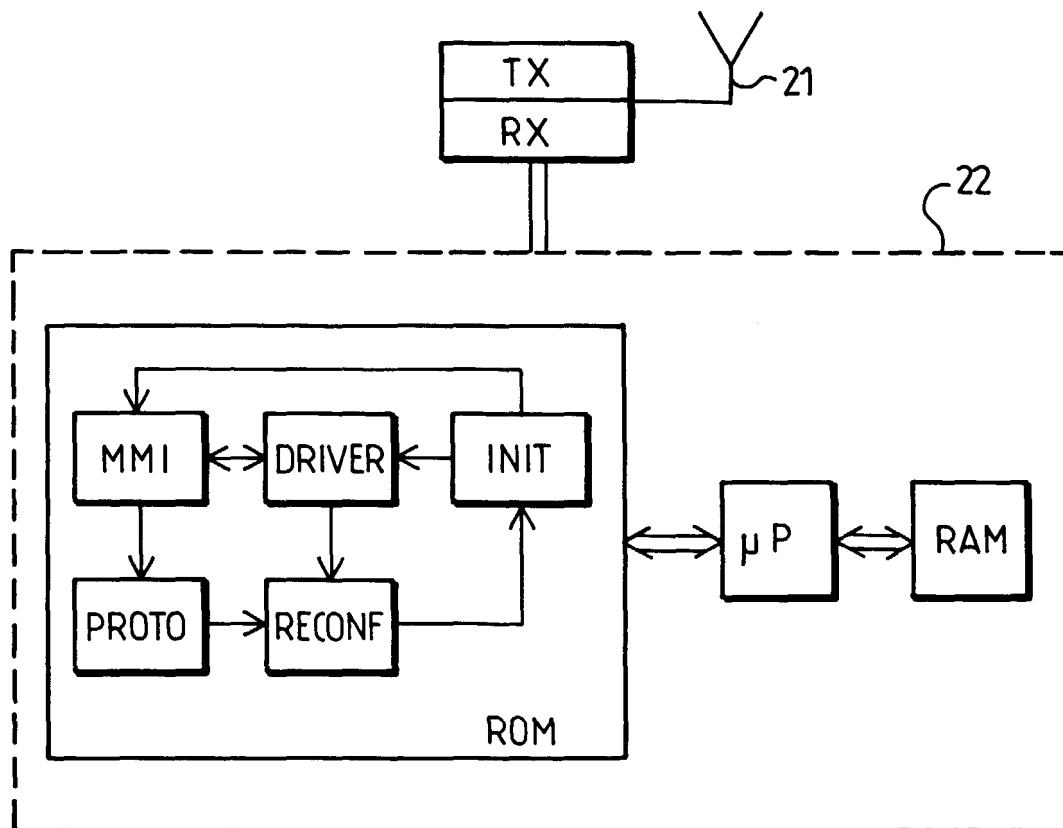 TX
21
RX
22
MMI
DRIVER
INIT
µP
RAM
PROTO
RECONF
ROM